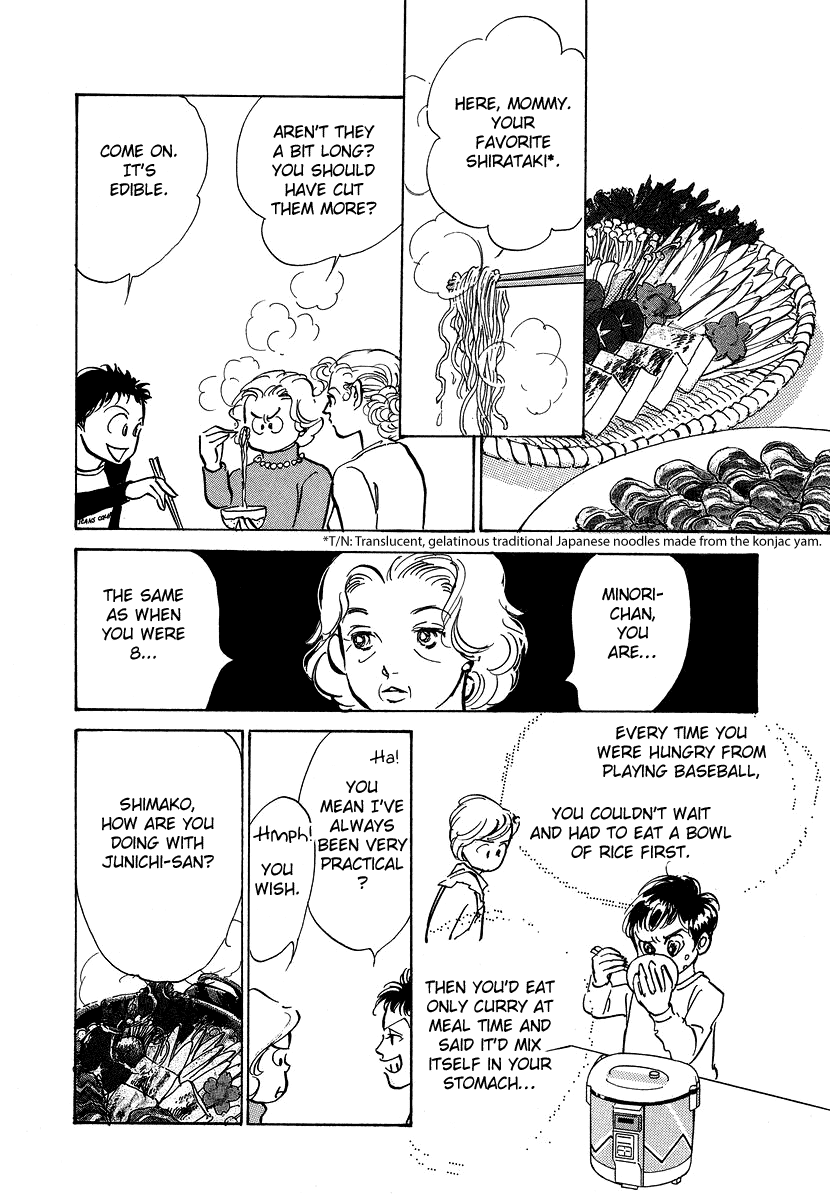 HERE, MOMMY.
YOUR
FAVORITE
SHIRATAKI*.
AREN'T THEY
A BIT LONG?
YOU SHOULD
HAVE CUT
THEM MORE?
COME ON.
IT'S
EDIBLE.
*T/N: Translucent, gelatinous traditional Japanese noodles made from the konjac yam.
MINORI-
CHAN,
YOU
ARE...
THE SAME
AS WHEN
YOU WERE
8...
EVERY TIME YOU
WERE HUNGRY FROM
PLAYING BASEBALL,
YOU COULDN'T WAIT
AND HAD TO EAT A BOWL
OF RICE FIRST.
THEN YOU'D EAT
ONLY CURRY AT
MEAL TIME AND
SAID IT'D MIX
ITSELF IN YOUR
STOMACH...
Ha!
YOU
MEAN I'VE
ALWAYS
BEEN VERY
PRACTICAL
?
Hmph!
YOU
WISH.
SHIMAKO,
HOW ARE YOU
DOING WITH
JUNICHI-SAN?